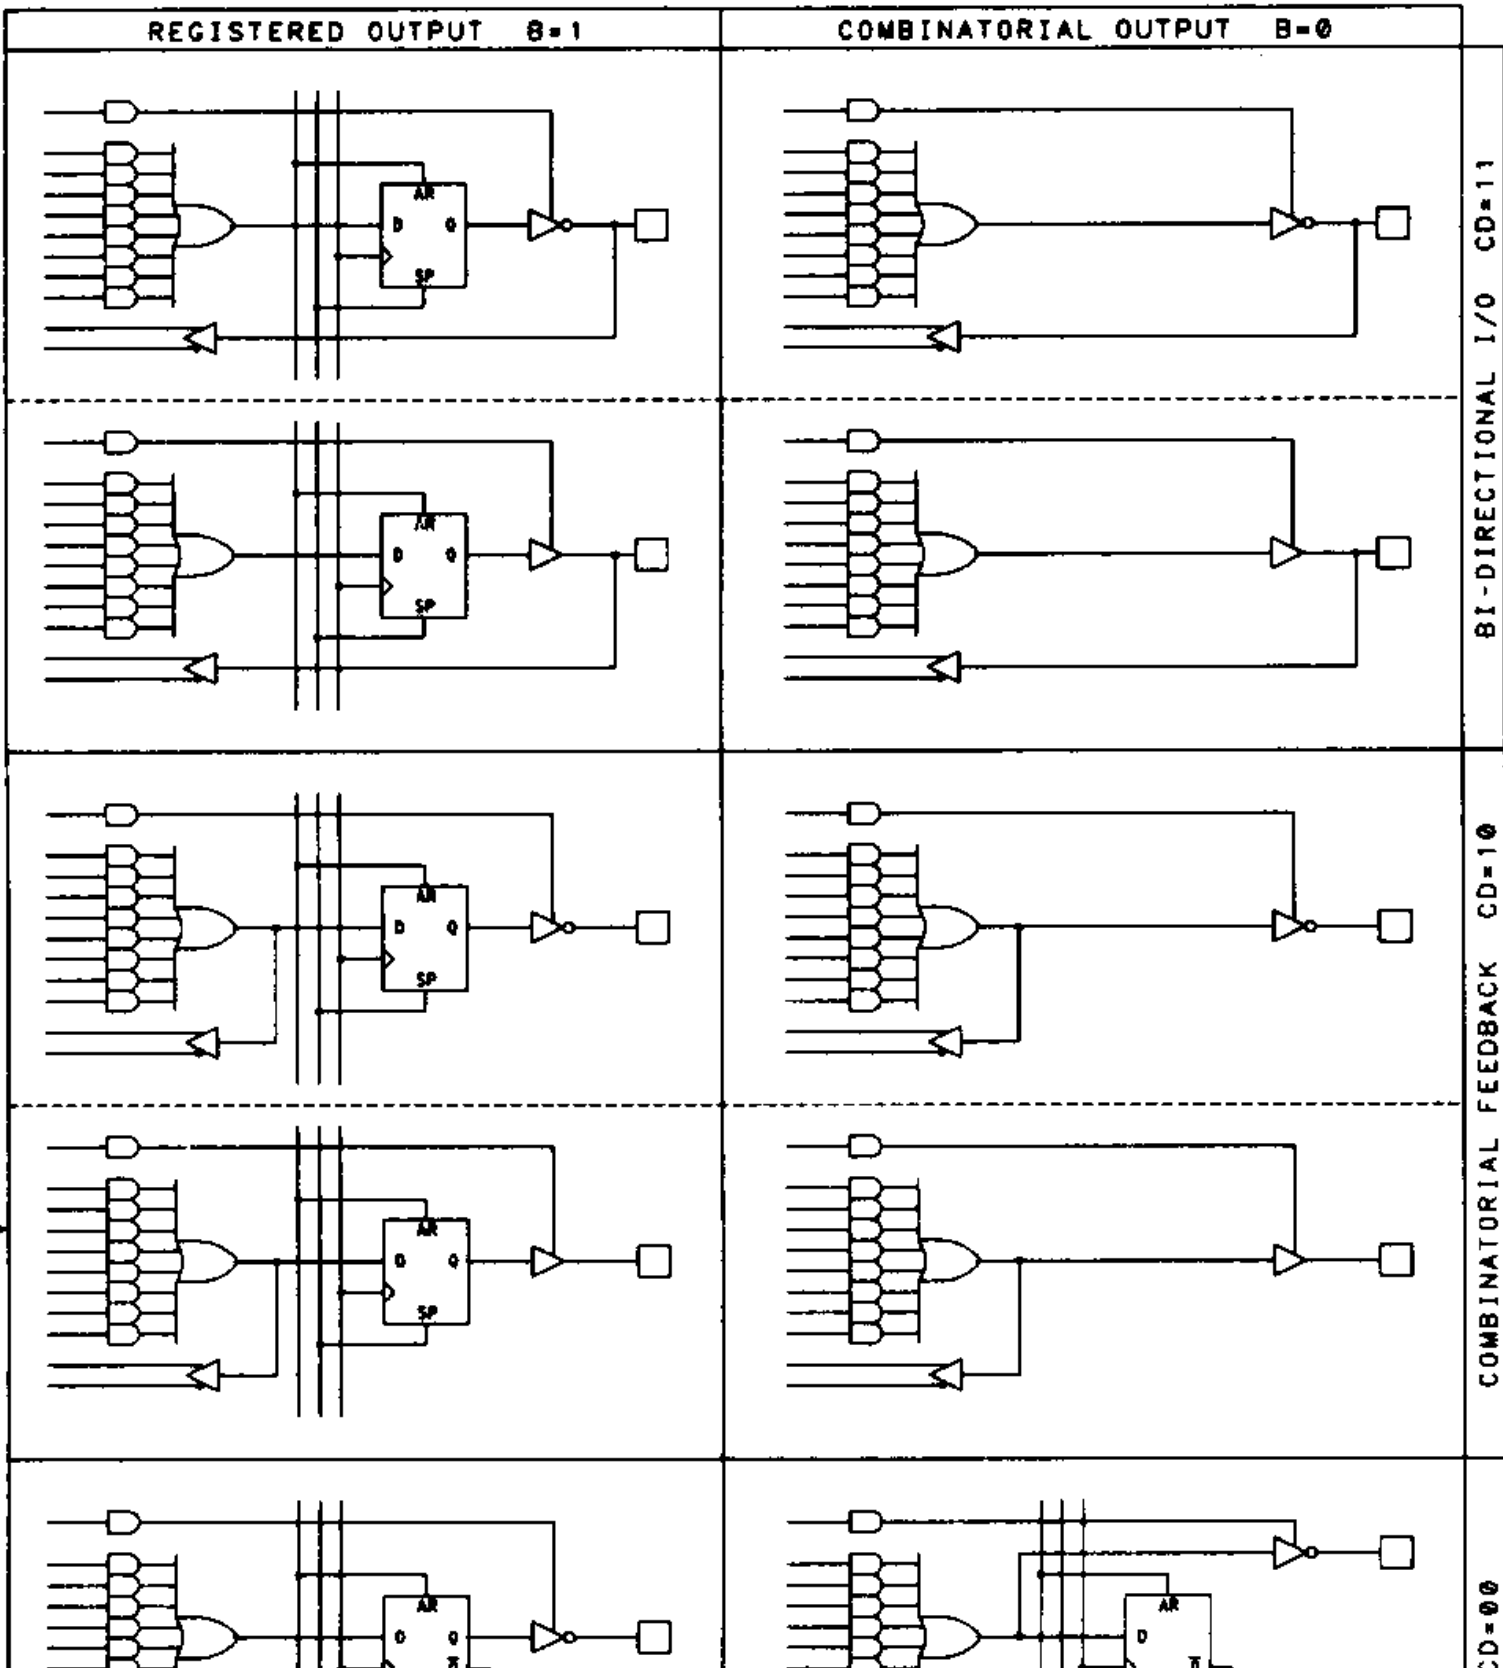 REGISTERED OUTPUT B=1
COMBINATORIAL OUTPUT B=0
BI-DIRECTIONAL I/O CD=11
AR
D Q
SP
AR
D Q
SP
COMBINATORIAL FEEDBACK CD=10
AR
D Q
SP
AR
D Q
SP
CD=00
AR
D Q
AR
D